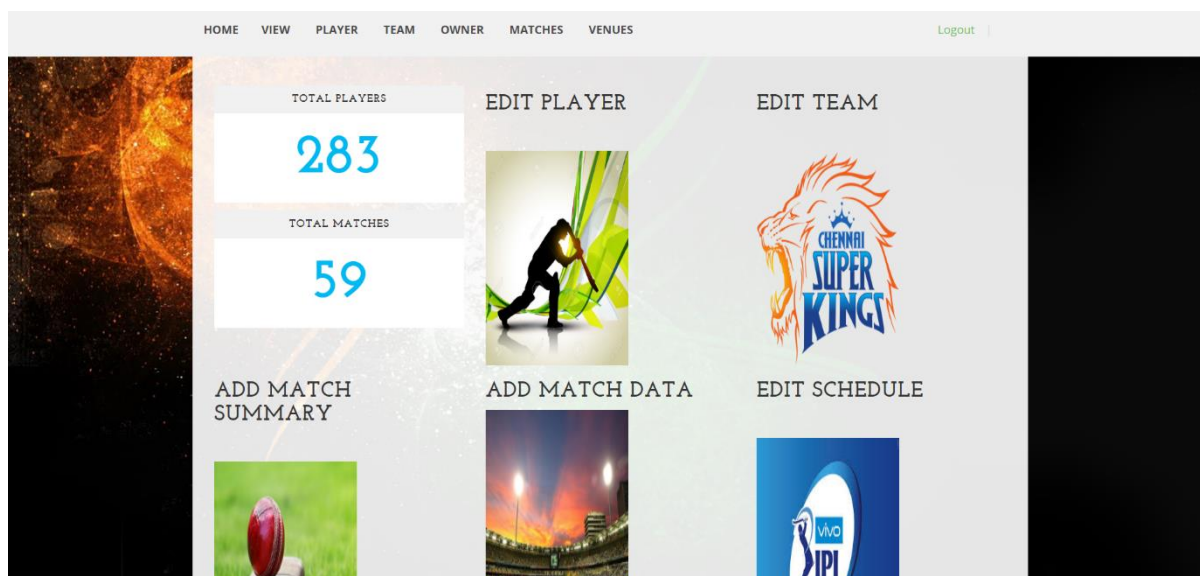 HOME VIEW PLAYER TEAM OWNER MATCHES VENUES Logout
TOTAL PLAYERS
283
TOTAL MATCHES
59
EDIT PLAYER
EDIT TEAM
CHENNAI
SUPER
KINGS
ADD MATCH
SUMMARY
ADD MATCH DATA
EDIT SCHEDULE
vivo
IPL